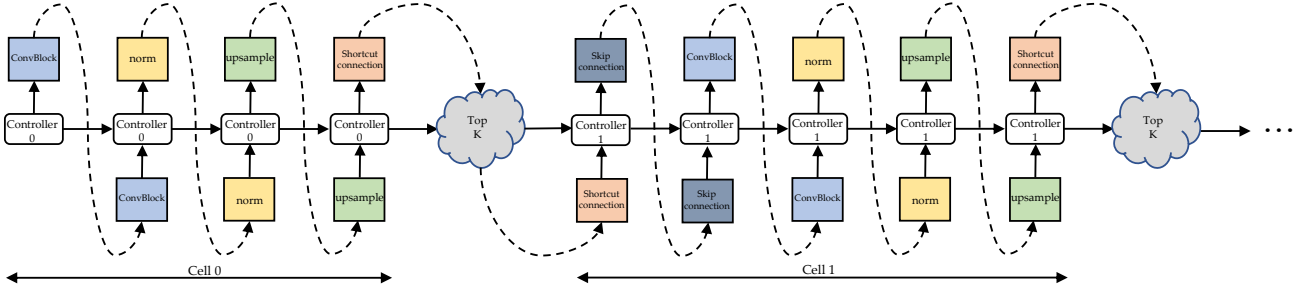 ConvBlock
norm
upsample
Shortcut
connection
Skip
connection
ConvBlock
norm
upsample
Shortcut
connection
Controller
0
Controller
0
Controller
0
Controller
0
Top
K
Controller
1
Controller
1
Controller
1
Controller
1
Controller
1
Top
K
...
ConvBlock
norm
upsample
Shortcut
connection
Skip
connection
ConvBlock
norm
upsample
Cell 0
Cell 1